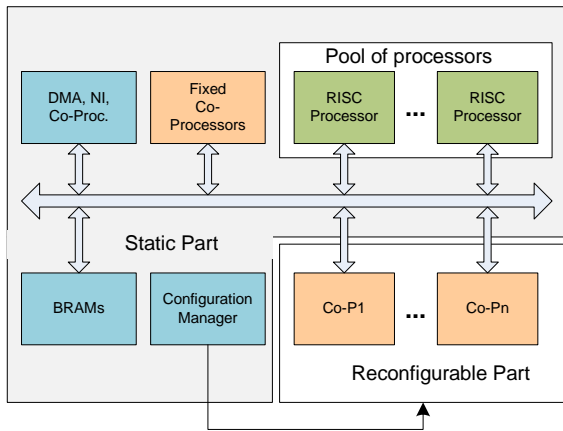 Pool of processors
DMA, NI,
Co-Proc.
Fixed
Co-
Processors
RISC
Processor
...
RISC
Processor
Static Part
BRAMs
Configuration
Manager
Co-P1
...
Co-Pn
Reconfigurable Part